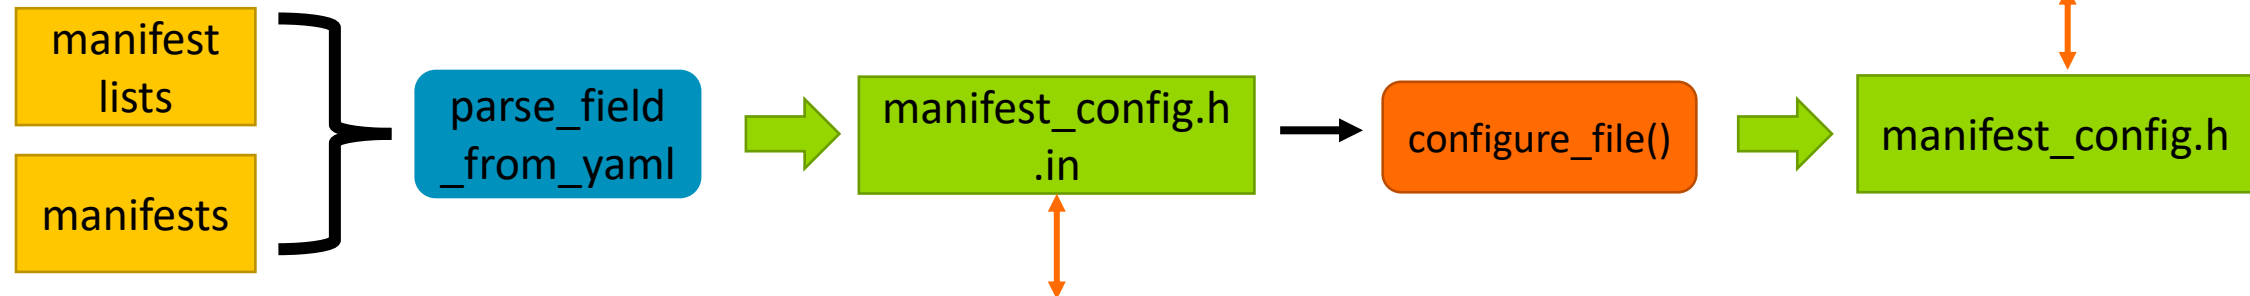 manifest
lists
manifests
parse_field
_from_yaml
manifest_config.h
.in
configure_file()
manifest_config.h